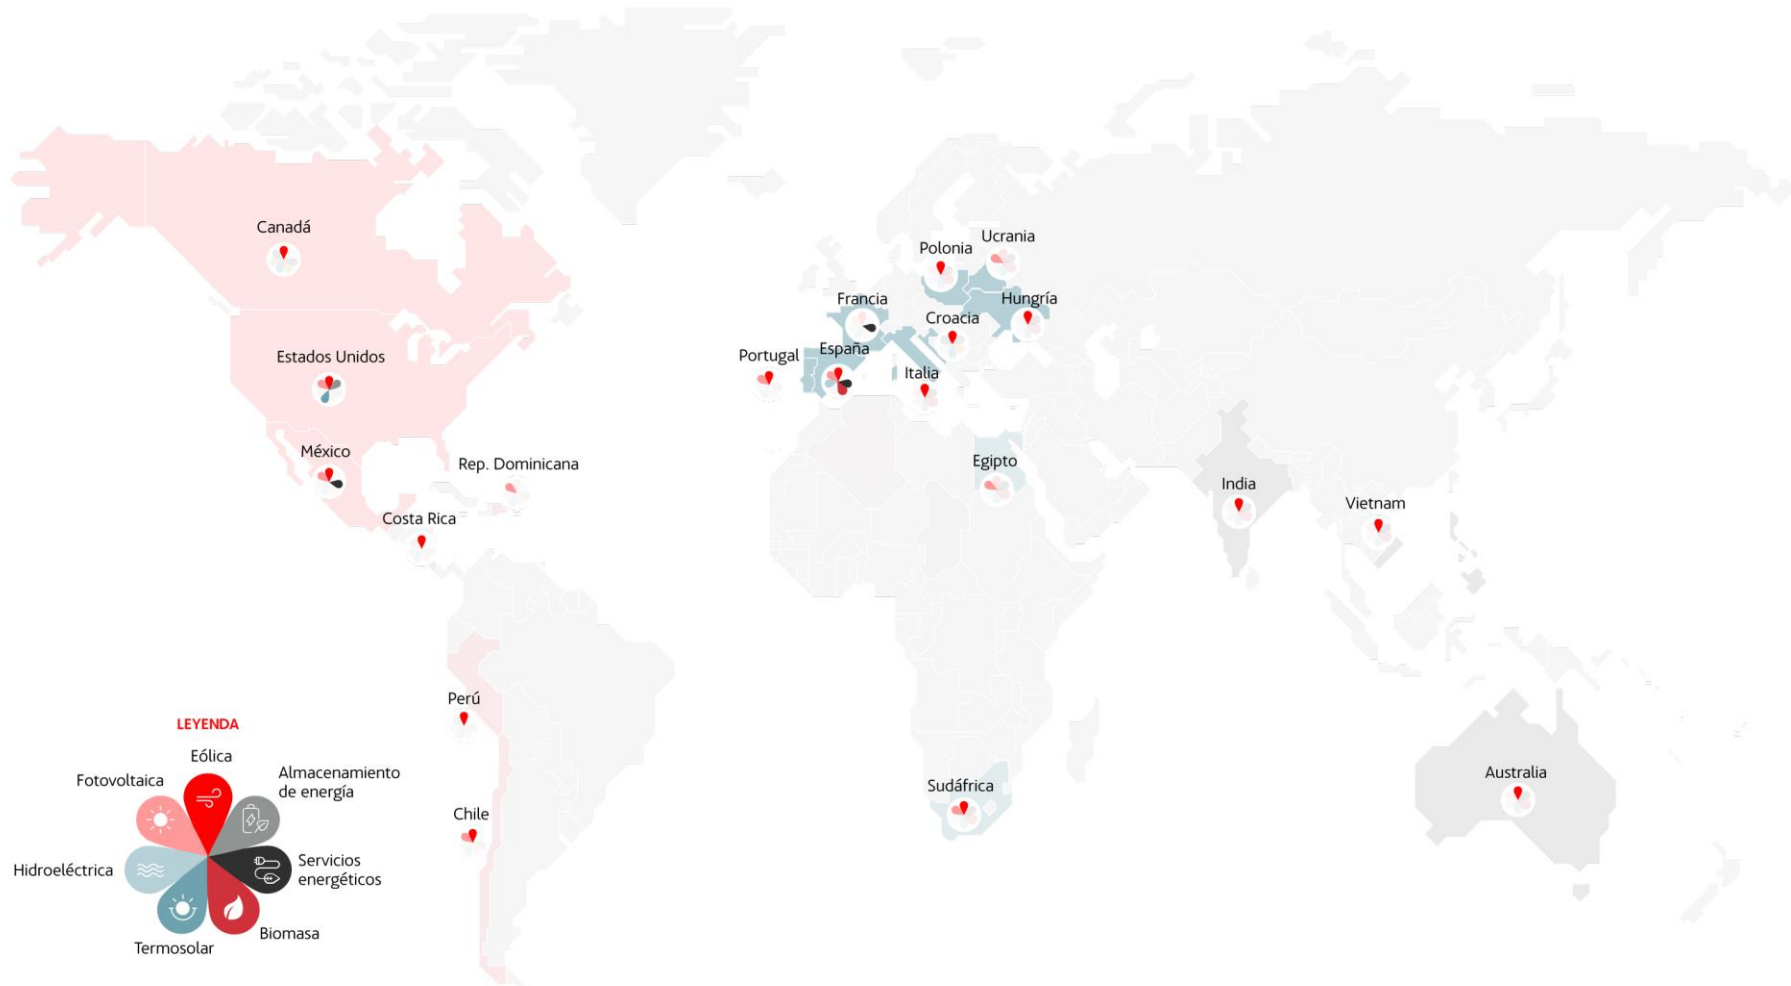 Canadá
Ucrania
Polonia
Francia
Hungría
Croacia
Portugal
España
Estados Unidos
Italia
México
Rep. Dominicana
Egipto
India
Vietnam
Costa Rica
Perú
Sudáfrica
Australia
Chile
LEYENDA
Eólica
Fotovoltaica
Almacenamiento
de energía
Hidroeléctrica
Servicios
energéticos
Biomasa
Termosolar